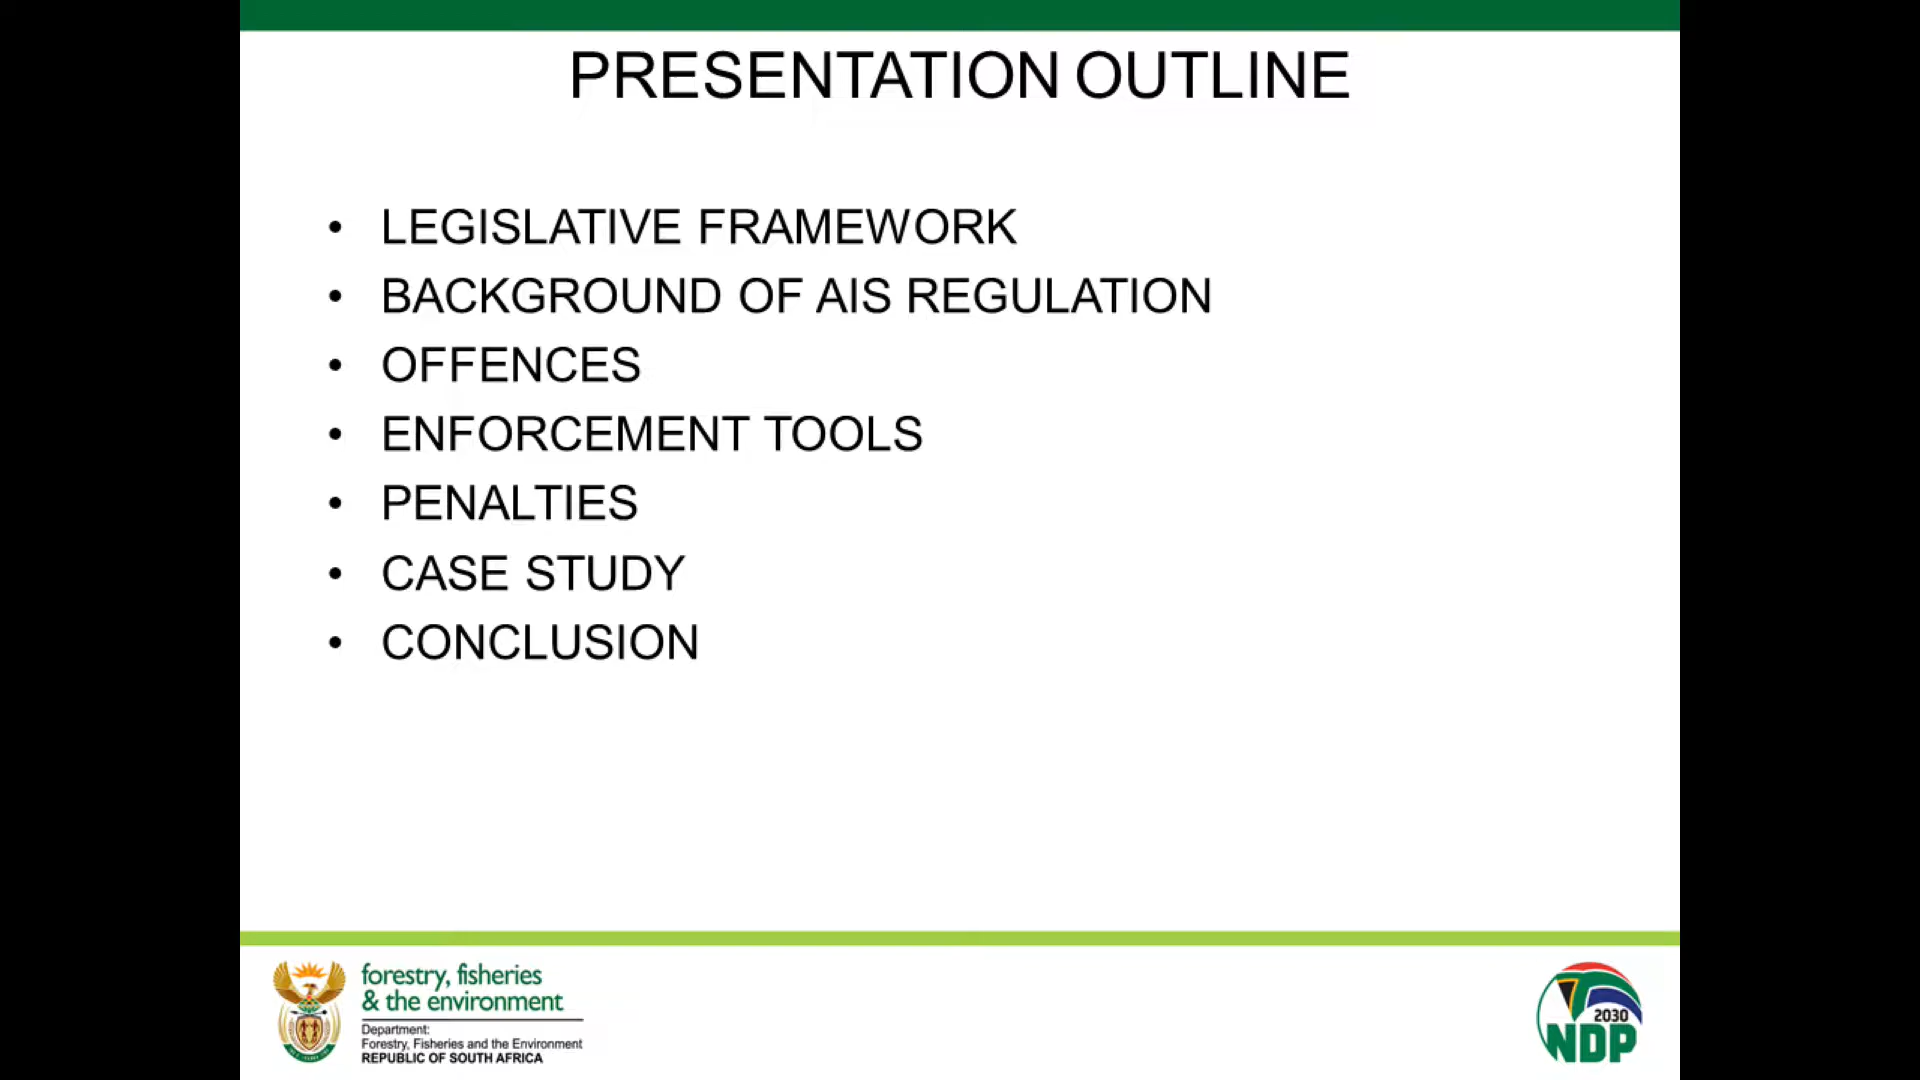 PRESENTATION OUTLINE
• LEGISLATIVE FRAMEWORK
• BACKGROUND OF AIS REGULATION
• OFFENCES
• ENFORCEMENT TOOLS
• PENALTIES
• CASE STUDY
• CONCLUSION
forestry, fisheries
& the environment
Department:
Forestry, Fisheries and the Environment
REPUBLIC OF SOUTH AFRICA
2030
NDP